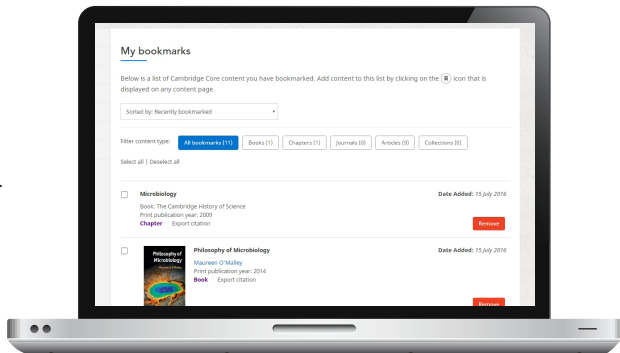 My bookmarks
Below is a list of Cambridge Core content you have bookmarked. Add content to this list by clicking on the R icon that is
displayed on any content page.
Sorted by: Recently bookmarked
Filter content type: All bookmarks (11) Books (1) Chapters (1) Journals (0) Articles (9) Collections (0)
Select all | Deselect all
Microbiology Date Added: 15 July 2016
Book: The Cambridge History of Science
Print publication year: 2009
Chapter Export citation Remove
Philosophy of Microbiology Date Added: 15 July 2016
Philosophy of
Microbiology
Maureen O'Malley
Print publication year: 2014
Book Export citation
Remove